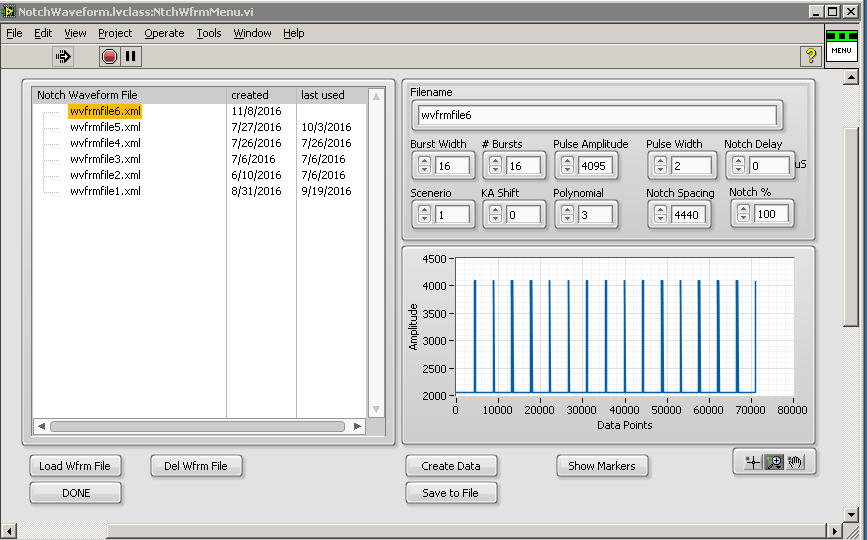 NotchWaveform.lvclass:NtchWfrmMenu.vi
File Edit View Project Operate Tools Window Help
?
MENU
Notch Waveform File created last used
wvfrmfile6.xml 11/8/2016
wvfrmfile5.xml 7/27/2016 10/3/2016
wvfrmfile4.xml 7/26/2016 7/26/2016
wvfrmfile3.xml 7/6/2016 7/6/2016
wvfrmfile2.xml 6/10/2016 7/6/2016
wvfrmfile1.xml 8/31/2016 9/19/2016
Filename
wvfrmfile6
Burst Width # Bursts Pulse Amplitude Pulse Width Notch Delay
16 16 4095 2 0 uS
Scenerio KA Shift Polynomial Notch Spacing Notch %
1 0 3 4440 100
4500
4000
3500
3000
2500
2000
Amplitude
0 10000 20000 30000 40000 50000 60000 70000 80000
Data Points
Load Wfrm File Del Wfrm File Create Data Show Markers
DONE Save to File